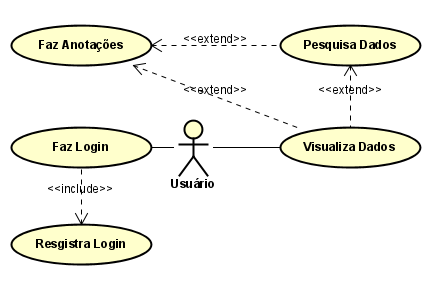 Faz Anotações
<<extend>>
Pesquisa Dados
<<extend>>
<<extend>>
Faz Login
Visualiza Dados
<<include>>
Usuário
Resgistra Login